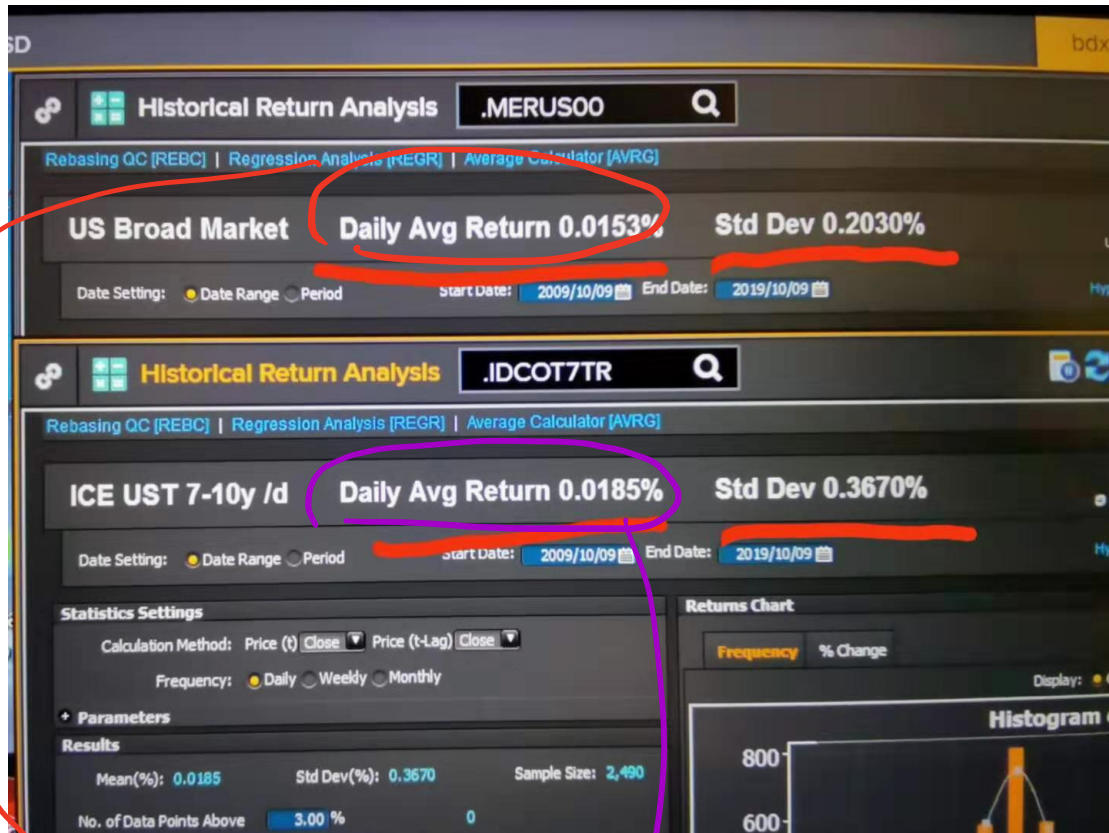 SD
bdx
Historical Return Analysis .MERUS00
Rebasing QC [REBC] | Regression Analysis [REGR] | Average Calculator [AVRG]
US Broad Market Daily Avg Return 0.0153% Std Dev 0.2030%
Date Setting: Date Range Period Start Date: 2009/10/09 End Date: 2019/10/09
Historical Return Analysis .IDCOT7TR
Rebasing QC [REBC] | Regression Analysis [REGR] | Average Calculator [AVRG]
ICE UST 7-10y /d Daily Avg Return 0.0185% Std Dev 0.3670%
Date Setting: Date Range Period Start Date: 2009/10/09 End Date: 2019/10/09
Statistics Settings
Returns Chart
Calculation Method: Price (t) Close Price (t-Lag) Close
Frequency % Change
Frequency: Daily Weekly Monthly
Display:
Parameters
Histogram
Results
Mean(%): 0.0185 Std Dev(%): 0.3670 Sample Size: 2,490
800
No. of Data Points Above 3.00 % 0
600